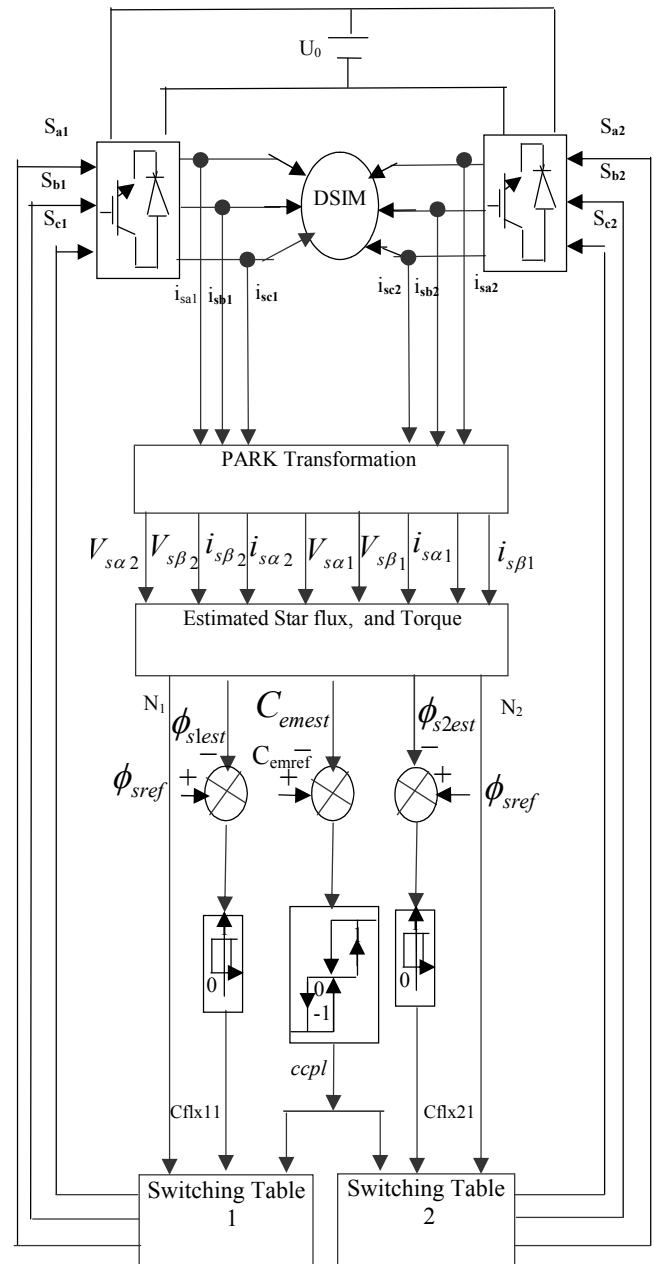 U₀
Sa1
Sa2
Sb1
Sb2
Sc1
DSIM
Sc2
isa1
isb1
isc1
isc2
isb2
isa2
PARK Transformation
Vsα2 Vsβ2 isβ2 isα2 Vsα1 Vsβ1 isα1 isβ1
Estimated Star flux, and Torque
N₁
ϕs1est
Cemest
ϕs2est
N₂
−
−
−
ϕsref
+
Cemref
+
+
ϕsref
1
0
1
0
-1
1
0
ccpl
Cflx11
Cflx21
Switching Table
1
Switching Table
2